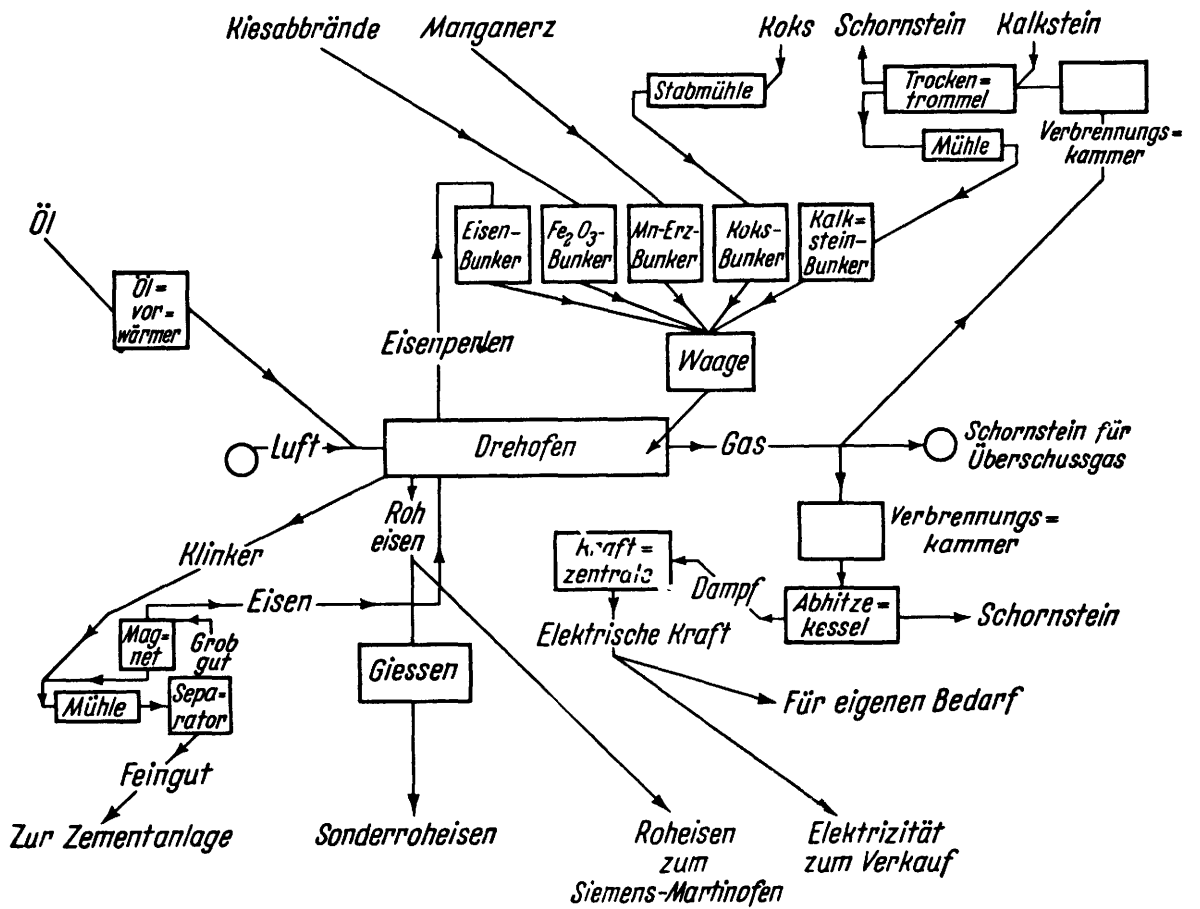 Kiesabbrände
Manganerz
Koks
Schornstein
Kalkstein
Stabmühle
Trocken=
trommel
Verbrennungs=
kammer
Mühle
Öl
Öl=
vor=
wärmer
Eisen-
Bunker
Fe₂O₃-
Bunker
Mn-Erz-
Bunker
Koks-
Bunker
Kalk=
stein-
Bunker
Eisenperlen
Waage
Luft
Drehofen
Gas
Schornstein für
Überschussgas
Roh
eisen
Klinker
Verbrennungs=
kammer
Kraft=
zentrale
Dampf
Abhitze=
kessel
Schornstein
Eisen
Elektrische Kraft
Mag=
net
Grob
gut
Giessen
Mühle
Sepa=
rator
Für eigenen Bedarf
Feingut
Zur Zementanlage
Sonderroheisen
Roheisen
zum
Siemens-Martinofen
Elektrizität
zum Verkauf